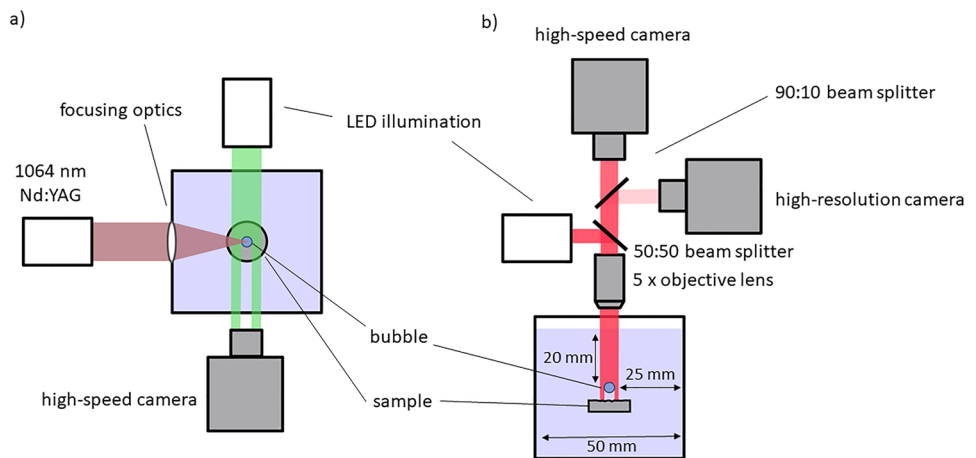 a)
focusing optics
1064 nm
Nd:YAG
LED illumination
bubble
sample
high-speed camera
b)
high-speed camera
90:10 beam splitter
high-resolution camera
50:50 beam splitter
5 x objective lens
20 mm
25 mm
50 mm